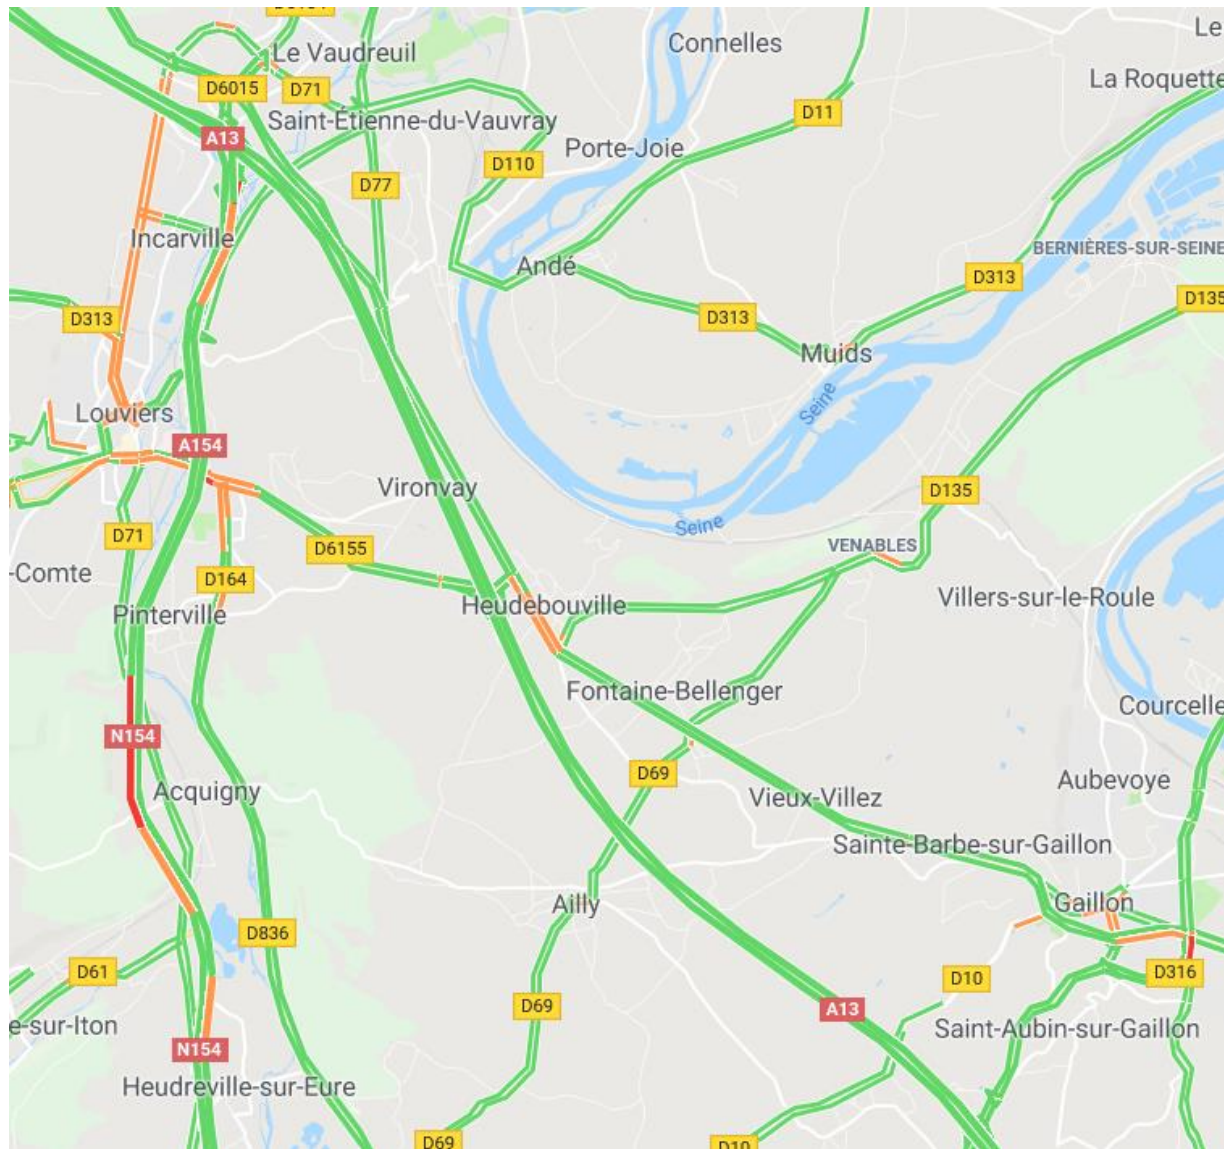 Le Vaudreuil
Connelles
Le
La Roquette
D6015
D71
D11
Saint-Étienne-du-Vauvray
A13
Porte-Joie
D110
D77
Incarville
BERNIÈRES-SUR-SEINE
Andé
D313
D135
D313
D313
Muids
Seine
Louviers
A154
Vironvay
D135
Seine
D71
D6155
VENABLES
-Comte
D164
Villers-sur-le-Roule
Pinterville
Heudebouville
Fontaine-Bellenger
Courcelle
N154
D69
Aubevoye
Acquigny
Vieux-Villez
Sainte-Barbe-sur-Gaillon
Ailly
Gaillon
D836
D61
D10
D316
D69
A13
e-sur-Iton
Saint-Aubin-sur-Gaillon
N154
Heudreville-sur-Eure
D69
D10